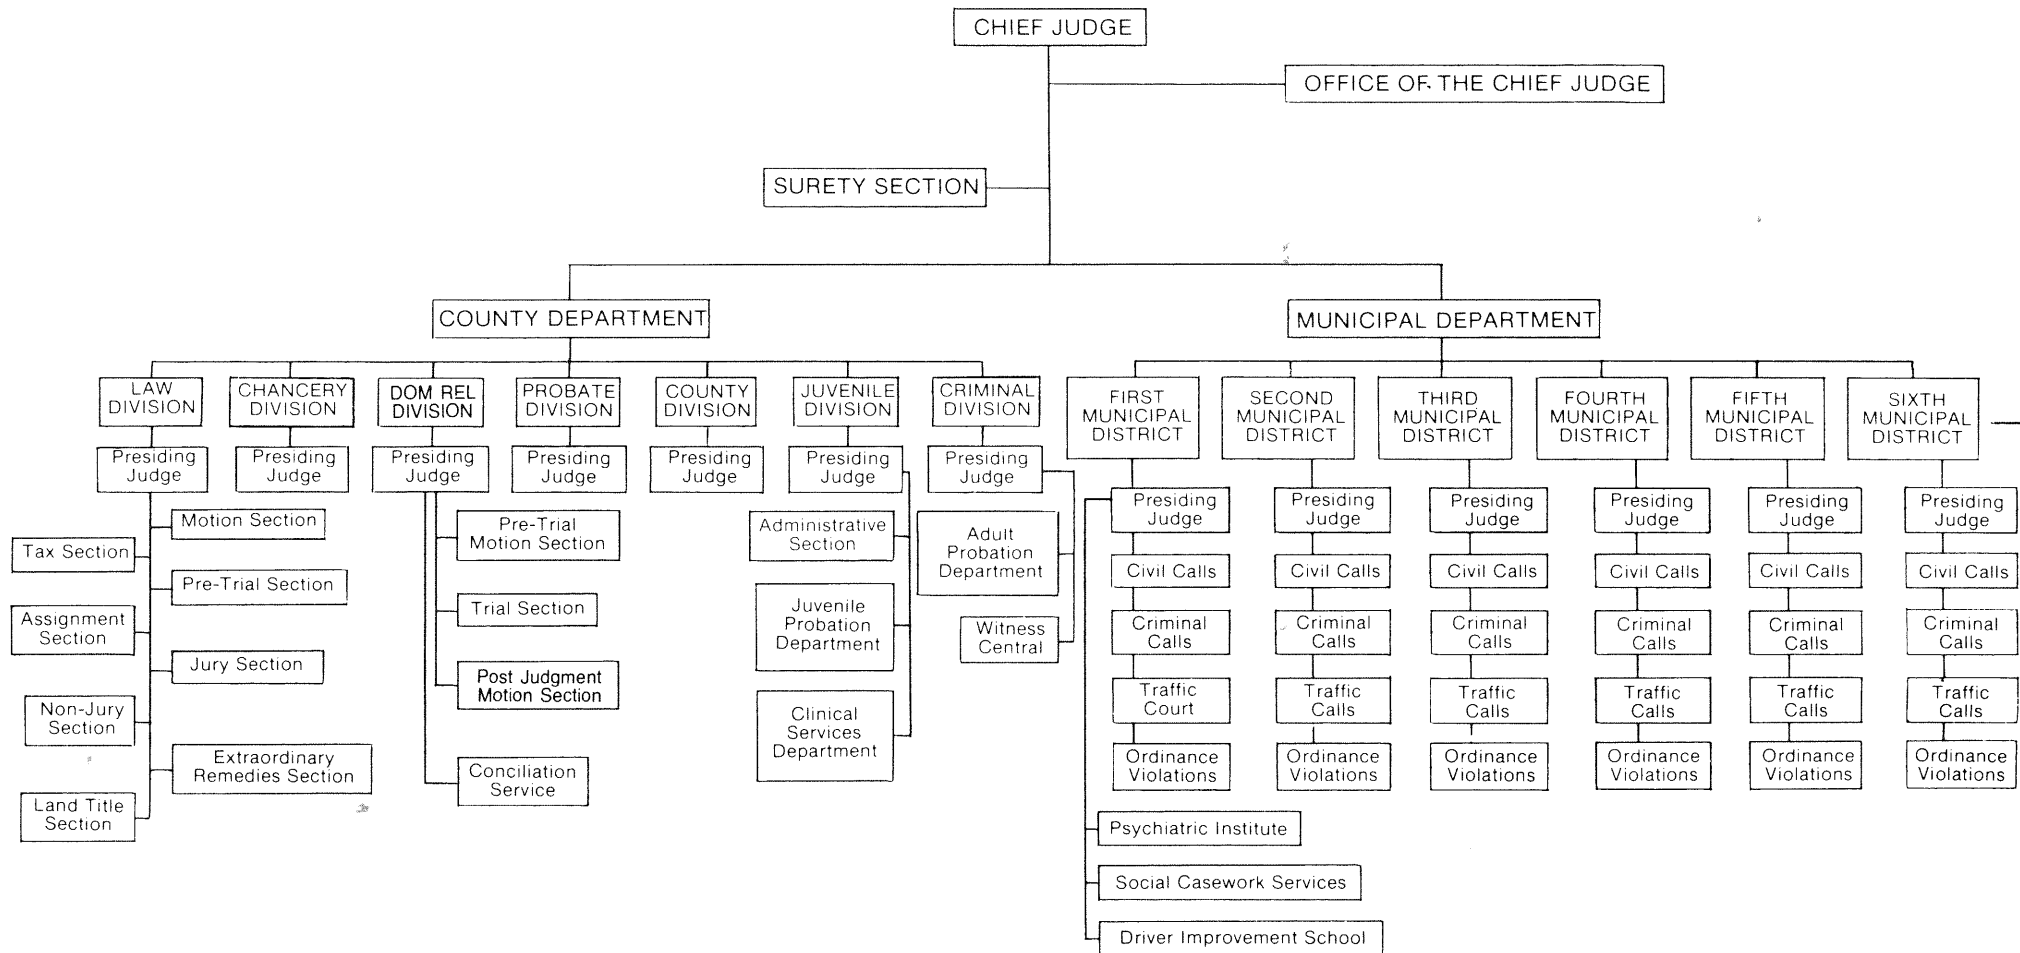 CHIEF JUDGE
OFFICE OF THE CHIEF JUDGE
SURETY SECTION
COUNTY DEPARTMENT
MUNICIPAL DEPARTMENT
LAW
DIVISION
CHANCERY
DIVISION
DOM REL
DIVISION
PROBATE
DIVISION
COUNTY
DIVISION
JUVENILE
DIVISION
CRIMINAL
DIVISION
FIRST
MUNICIPAL
DISTRICT
SECOND
MUNICIPAL
DISTRICT
THIRD
MUNICIPAL
DISTRICT
FOURTH
MUNICIPAL
DISTRICT
FIFTH
MUNICIPAL
DISTRICT
SIXTH
MUNICIPAL
DISTRICT
Presiding
Judge
Presiding
Judge
Presiding
Judge
Presiding
Judge
Presiding
Judge
Presiding
Judge
Presiding
Judge
Motion Section
Tax Section
Pre-Trial Section
Assignment
Section
Jury Section
Non-Jury
Section
Extraordinary
Remedies Section
Land Title
Section
Pre-Trial
Motion Section
Trial Section
Post Judgment
Motion Section
Conciliation
Service
Administrative
Section
Juvenile
Probation
Department
Clinical
Services
Department
Adult
Probation
Department
Witness
Central
Presiding
Judge
Civil Calls
Criminal
Calls
Traffic
Court
Ordinance
Violations
Presiding
Judge
Civil Calls
Criminal
Calls
Traffic
Calls
Ordinance
Violations
Presiding
Judge
Civil Calls
Criminal
Calls
Traffic
Calls
Ordinance
Violations
Presiding
Judge
Civil Calls
Criminal
Calls
Traffic
Calls
Ordinance
Violations
Presiding
Judge
Civil Calls
Criminal
Calls
Traffic
Calls
Ordinance
Violations
Presiding
Judge
Civil Calls
Criminal
Calls
Traffic
Calls
Ordinance
Violations
Psychiatric Institute
Social Casework Services
Driver Improvement School